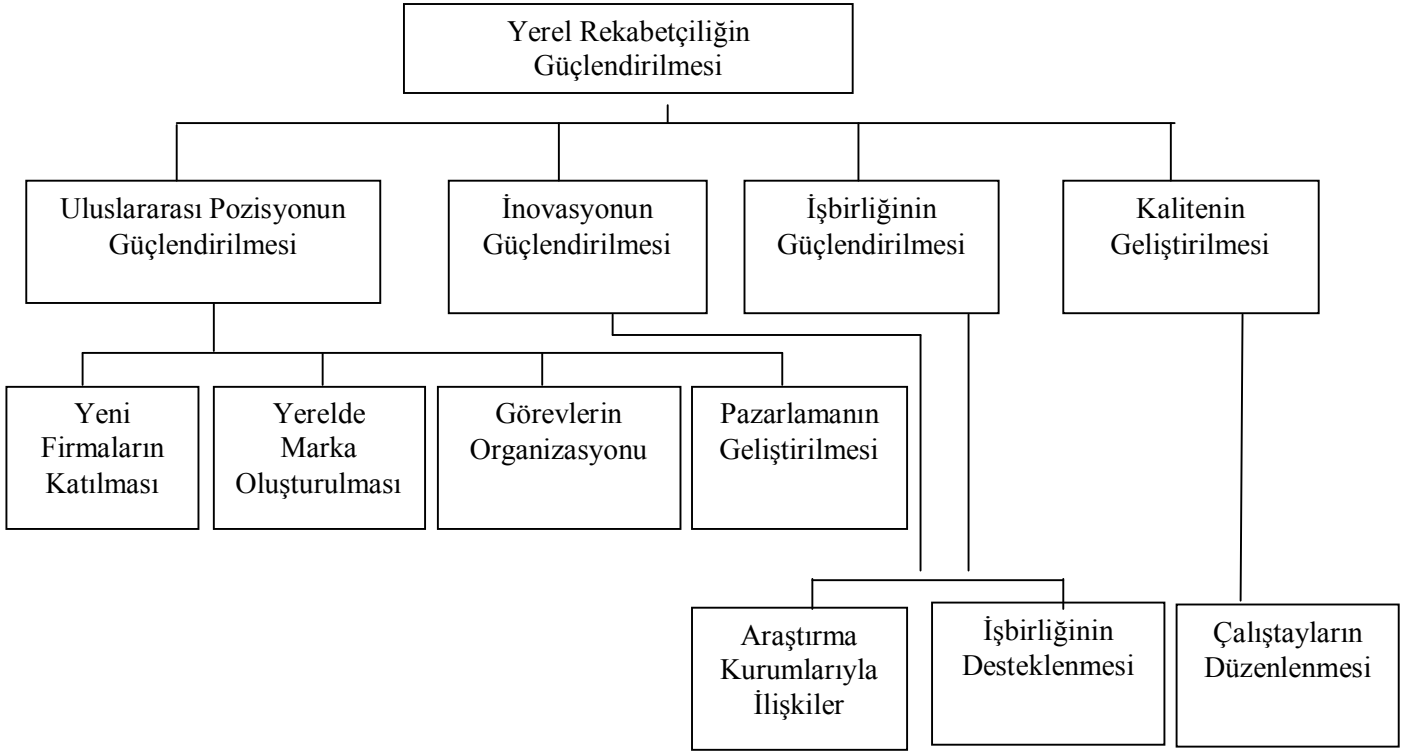 Yerel Rekabetçiliğin
Güçlendirilmesi
Uluslararası Pozisyonun
Güçlendirilmesi
İnovasyonun
Güçlendirilmesi
İşbirliğinin
Güçlendirilmesi
Kalitenin
Geliştirilmesi
Yeni
Firmaların
Katılması
Yerelde
Marka
Oluşturulması
Görevlerin
Organizasyonu
Pazarlamanın
Geliştirilmesi
Araştırma
Kurumlarıyla
İlişkiler
İşbirliğinin
Desteklenmesi
Çalıştayların
Düzenlenmesi